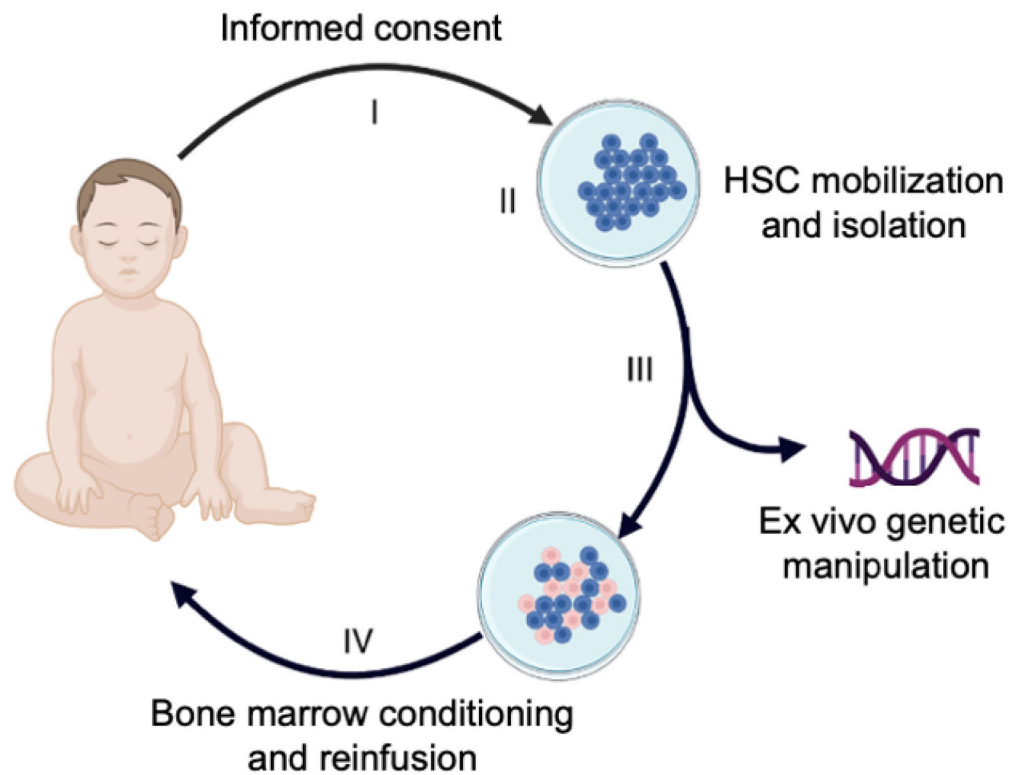 Informed consent
I
II
HSC mobilization
and isolation
III
Ex vivo genetic
manipulation
IV
Bone marrow conditioning
and reinfusion